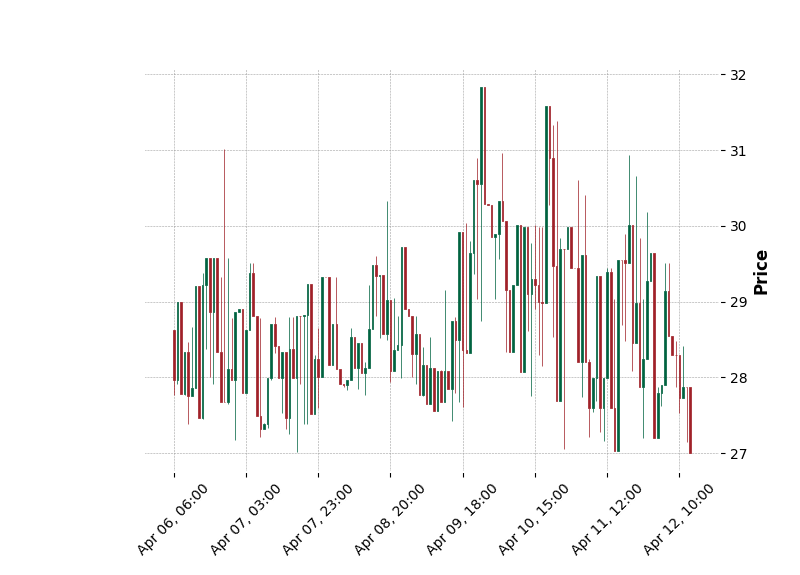 32
31
30
29
28
27
Price
Apr 06, 06:00
Apr 07, 03:00
Apr 07, 23:00
Apr 08, 20:00
Apr 09, 18:00
Apr 10, 15:00
Apr 11, 12:00
Apr 12, 10:00